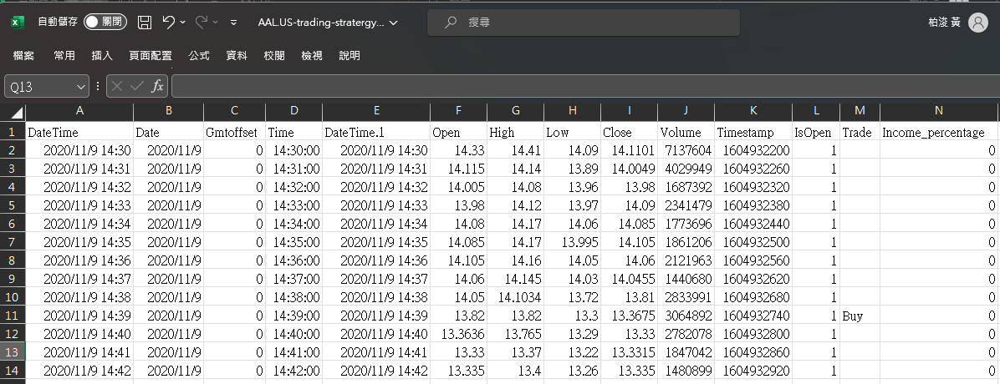 自動儲存 關閉 AAL.US-trading-stratergy... 搜尋 柏浚 黃
檔案 常用 插入 頁面配置 公式 資料 校閱 檢視 說明
Q13 fx
A B C D E F G H I J K L M N
1 DateTime Date Gmtoffset Time DateTime.1 Open High Low Close Volume Timestamp IsOpen Trade Income_percentage
2 2020/11/9 14:30 2020/11/9 0 14:30:00 2020/11/9 14:30 14.33 14.41 14.09 14.1101 7137604 1604932200 1 0
3 2020/11/9 14:31 2020/11/9 0 14:31:00 2020/11/9 14:31 14.115 14.14 13.89 14.0049 4029949 1604932260 1 0
4 2020/11/9 14:32 2020/11/9 0 14:32:00 2020/11/9 14:32 14.005 14.08 13.96 13.98 1687392 1604932320 1 0
5 2020/11/9 14:33 2020/11/9 0 14:33:00 2020/11/9 14:33 13.98 14.12 13.97 14.09 2341479 1604932380 1 0
6 2020/11/9 14:34 2020/11/9 0 14:34:00 2020/11/9 14:34 14.08 14.17 14.06 14.085 1773696 1604932440 1 0
7 2020/11/9 14:35 2020/11/9 0 14:35:00 2020/11/9 14:35 14.085 14.17 13.995 14.105 1861206 1604932500 1 0
8 2020/11/9 14:36 2020/11/9 0 14:36:00 2020/11/9 14:36 14.105 14.16 14.05 14.06 2121963 1604932560 1 0
9 2020/11/9 14:37 2020/11/9 0 14:37:00 2020/11/9 14:37 14.06 14.145 14.03 14.0455 1440680 1604932620 1 0
10 2020/11/9 14:38 2020/11/9 0 14:38:00 2020/11/9 14:38 14.05 14.1034 13.72 13.81 2833991 1604932680 1 0
11 2020/11/9 14:39 2020/11/9 0 14:39:00 2020/11/9 14:39 13.82 13.82 13.3 13.3675 3064892 1604932740 1 Buy 0
12 2020/11/9 14:40 2020/11/9 0 14:40:00 2020/11/9 14:40 13.3636 13.765 13.29 13.33 2782078 1604932800 1 0
13 2020/11/9 14:41 2020/11/9 0 14:41:00 2020/11/9 14:41 13.33 13.37 13.22 13.3315 1847042 1604932860 1 0
14 2020/11/9 14:42 2020/11/9 0 14:42:00 2020/11/9 14:42 13.335 13.4 13.26 13.335 1480899 1604932920 1 0